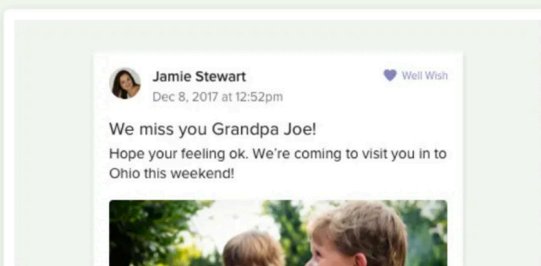 Jamie Stewart
Well Wish
Dec 8, 2017 at 12:52pm
We miss you Grandpa Joe!
Hope your feeling ok. We're coming to visit you in to
Ohio this weekend!